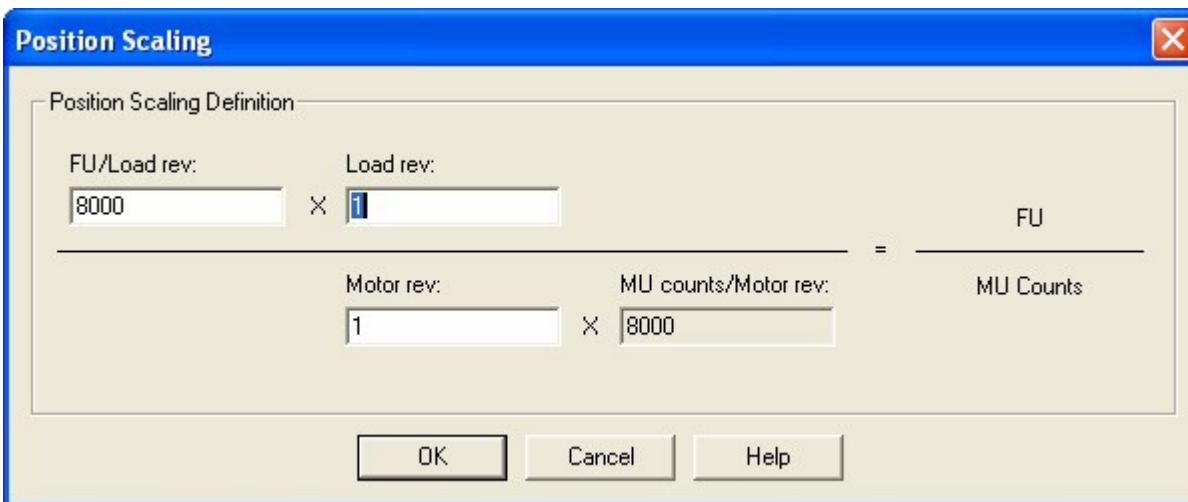 Position Scaling
Position Scaling Definition
FU/Load rev: Load rev:
8000 X 1
FU
=
Motor rev: MU counts/Motor rev: MU Counts
1 X 8000
OK Cancel Help